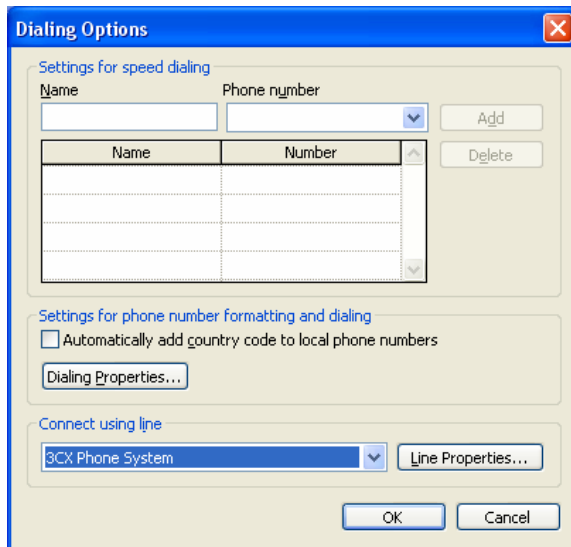 Dialing Options
Settings for speed dialing
Name Phone number
Add
Name Number
Delete
Settings for phone number formatting and dialing
Automatically add country code to local phone numbers
Dialing Properties...
Connect using line
3CX Phone System Line Properties...
OK Cancel